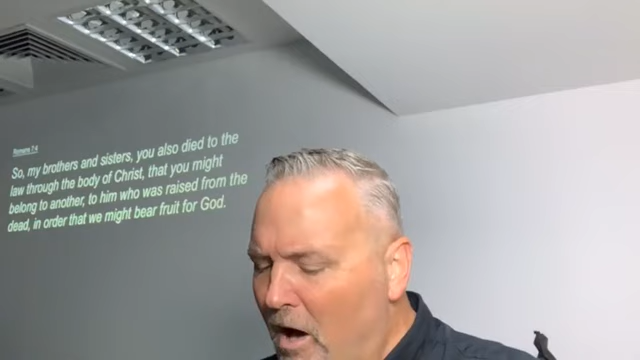 Romans 7:4
So, my brothers and sisters, you also died to the
law through the body of Christ, that you might
belong to another, to him who was raised from the
dead, in order that we might bear fruit for God.